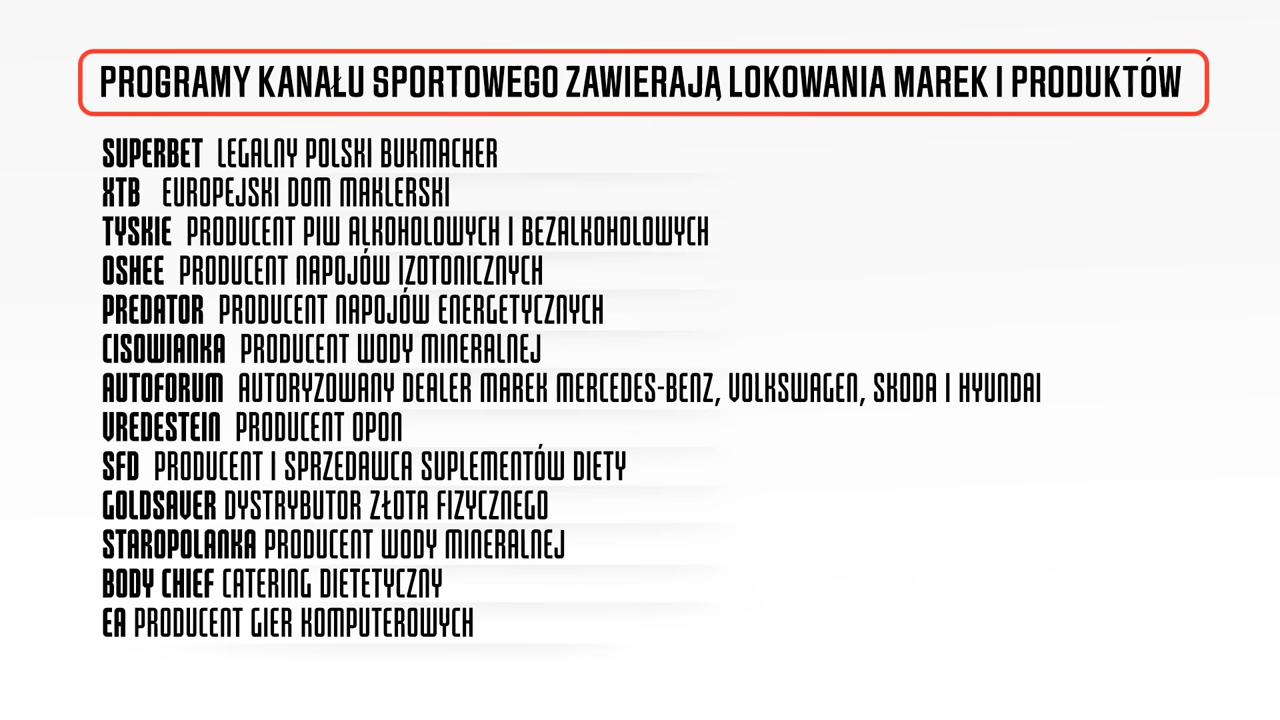 PROGRAMY KANAŁU SPORTOWEGO ZAWIERAJĄ LOKOWANIA MAREK I PRODUKTÓW
SUPERBET LEGALNY POLSKI BUKMACHER
XTB EUROPEJSKI DOM MAKLERSKI
TYSKIE PRODUCENT PIW ALKOHOLOWYCH I BEZALKOHOLOWYCH
OSHEE PRODUCENT NAPOJÓW IZOTONICZNYCH
PREDATOR PRODUCENT NAPOJÓW ENERGETYCZNYCH
CISOWIANKA PRODUCENT WODY MINERALNEJ
AUTOFORUM AUTORYZOWANY DEALER MAREK MERCEDES-BENZ, VOLKSWAGEN, SKODA I HYUNDAI
VREDESTEIN PRODUCENT OPON
SFD PRODUCENT I SPRZEDAWCA SUPLEMENTÓW DIETY
GOLDSAVER DYSTRYBUTOR ZŁOTA FIZYCZNEGO
STAROPOLANKA PRODUCENT WODY MINERALNEJ
BODY CHIEF CATERING DIETETYCZNY
EA PRODUCENT GIER KOMPUTEROWYCH